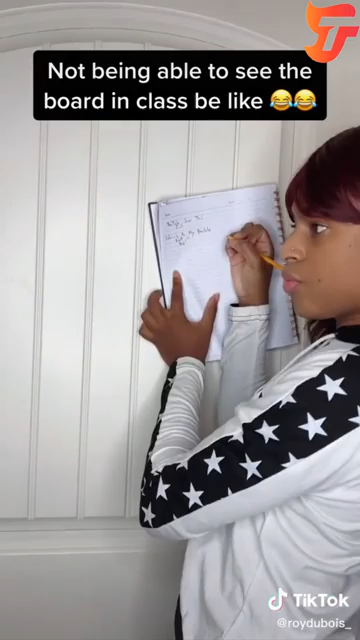 Not being able to see the
board in class be like 😂😂
TikTok
@roydubois_